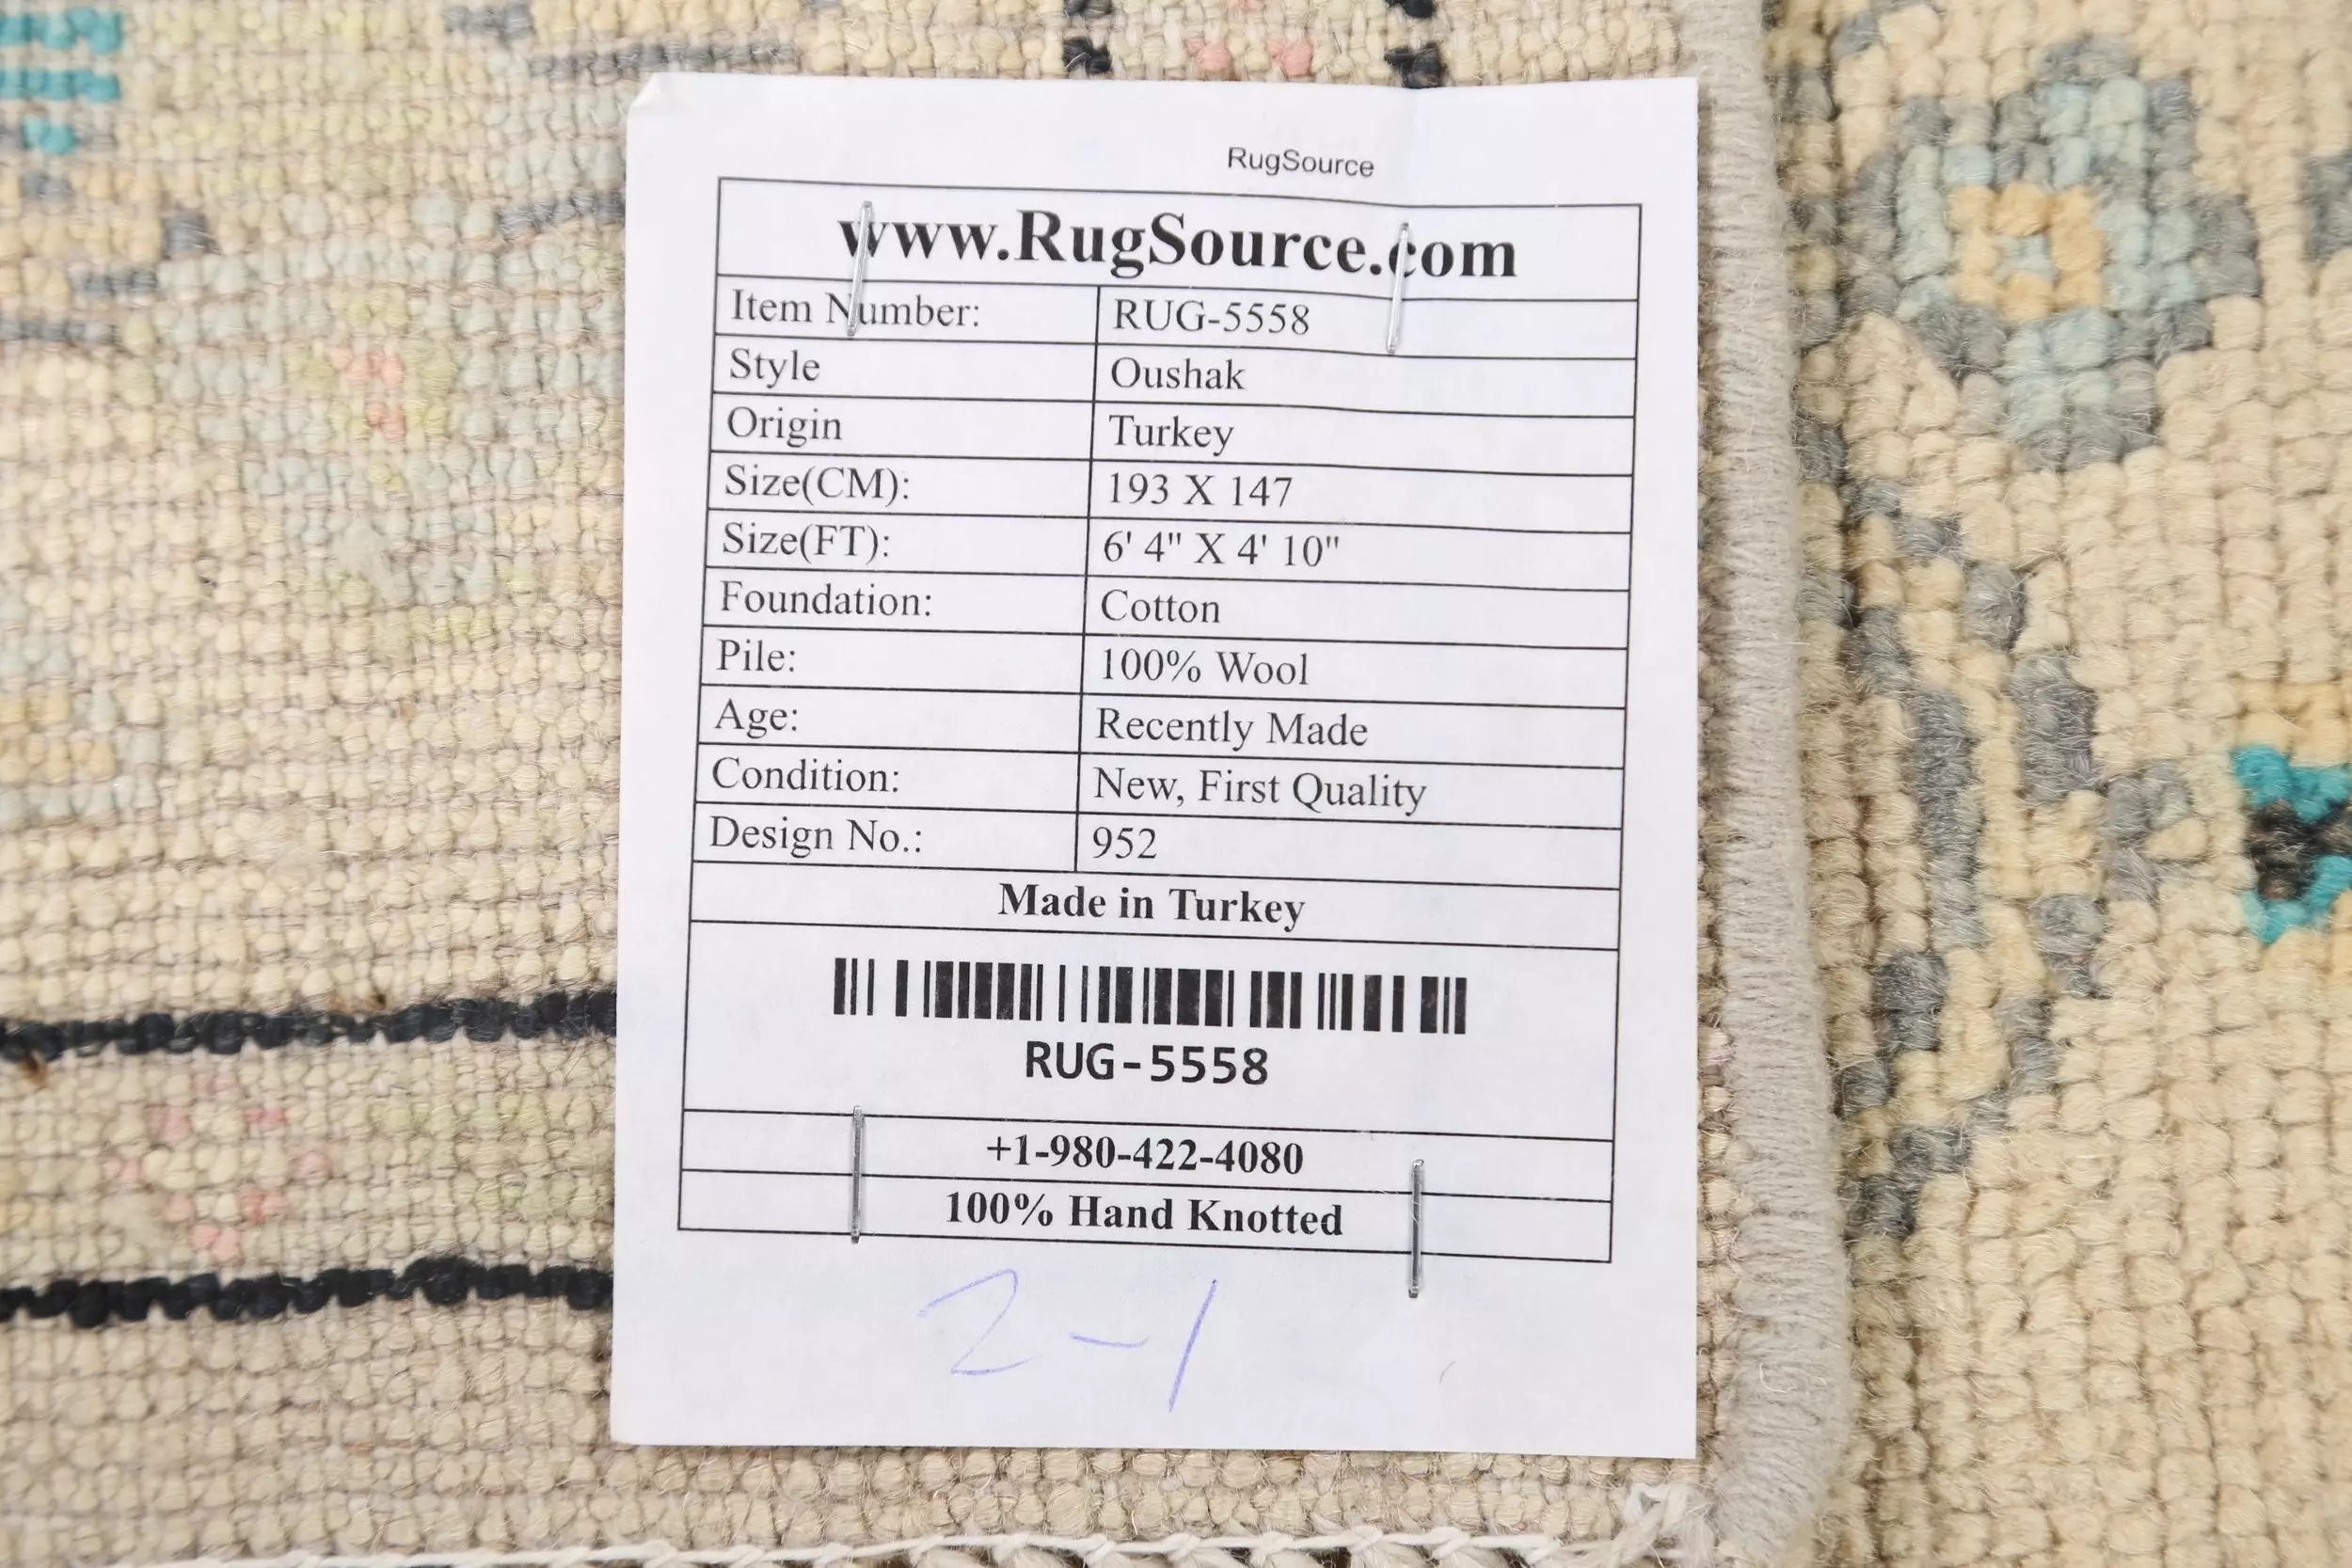 RugSource
www.RugSource.com
Item Number: RUG-5558
Style Oushak
Origin Turkey
Size(CM): 193 X 147
Size(FT): 6' 4" X 4' 10"
Foundation: Cotton
Pile: 100% Wool
Age: Recently Made
Condition: New, First Quality
Design No.: 952
Made in Turkey
RUG-5558
+1-980-422-4080
100% Hand Knotted
2-1